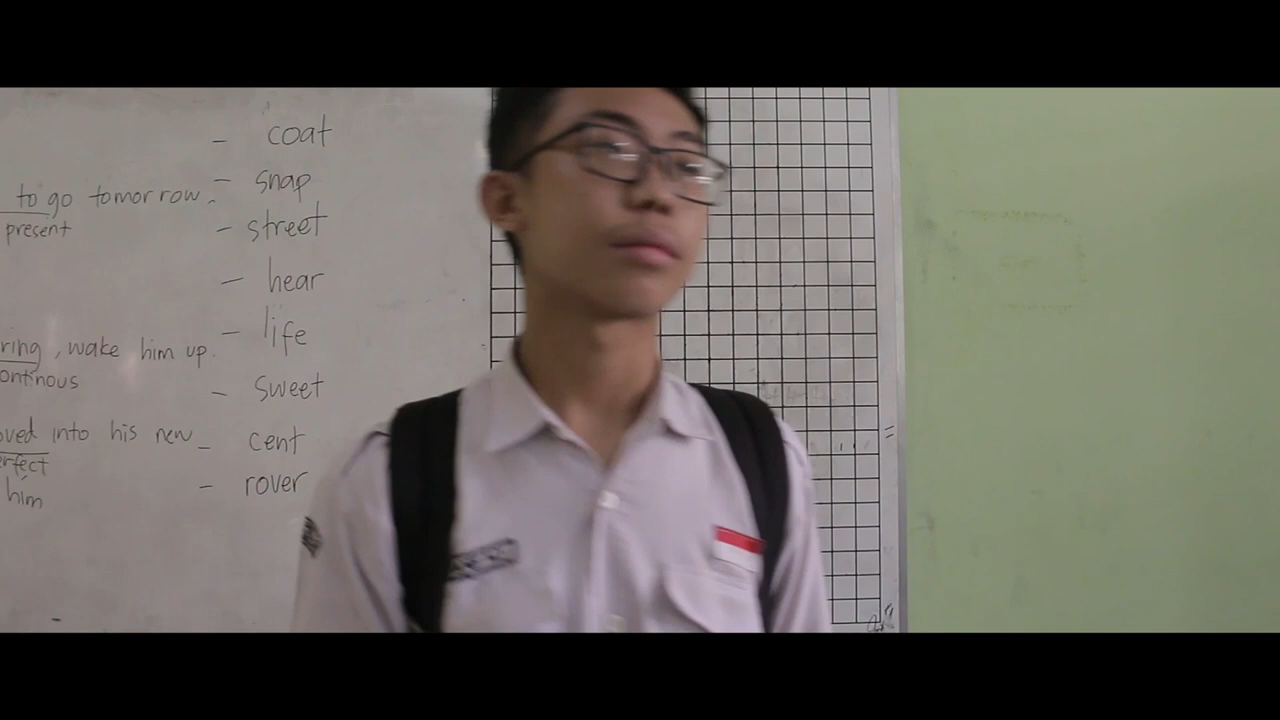 to go tomorrow.
present
ring, wake him up.
ontinous
oved into his new
erfect
him
- coat
- snap
- street
- hear
- life
- sweet
- cent
- rover